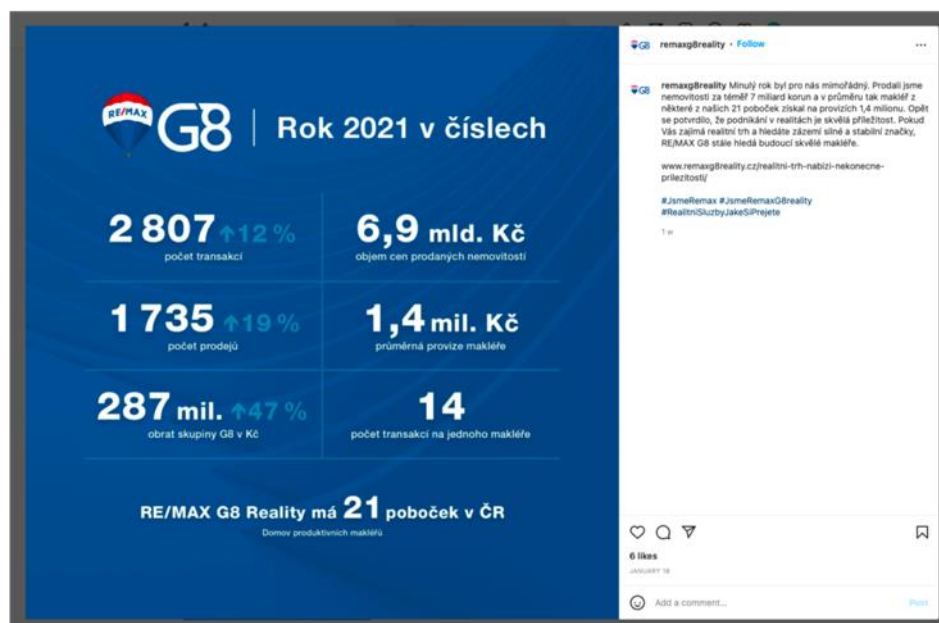 RE/MAX G8 Rok 2021 v číslech
2 807 ↑12 %
počet transakcí
6,9 mld. Kč
objem cen prodaných nemovitostí
1 735 ↑19 %
počet prodejů
1,4 mil. Kč
průměrná provize makléře
287 mil. ↑47 %
obrat skupiny G8 v Kč
14
počet transakcí na jednoho makléře
RE/MAX G8 Reality má 21 poboček v ČR
Domov produktivních makléřů
G8 remaxg8reality • Follow
G8 remaxg8reality Minulý rok byl pro nás mimořádný. Prodali jsme
nemovitosti za téměř 7 miliard korun a v průměru tak makléř z
některé z našich 21 poboček získal na provizích 1,4 milionu. Opět
se potvrdilo, že podnikání v realitách je skvělá příležitost. Pokud
Vás zajímá realitní trh a hledáte zázemí silné a stabilní značky,
RE/MAX G8 stále hledá budoucí skvělé makléře.
www.remaxg8reality.cz/realitni-trh-nabizi-nekonecne-
prilezitosti/
#JsmeRemax #JsmeRemaxG8reality
#RealitniSluzbyJakeSiPrejete
1 w
6 likes
JANUARY 18
Add a comment...
Post